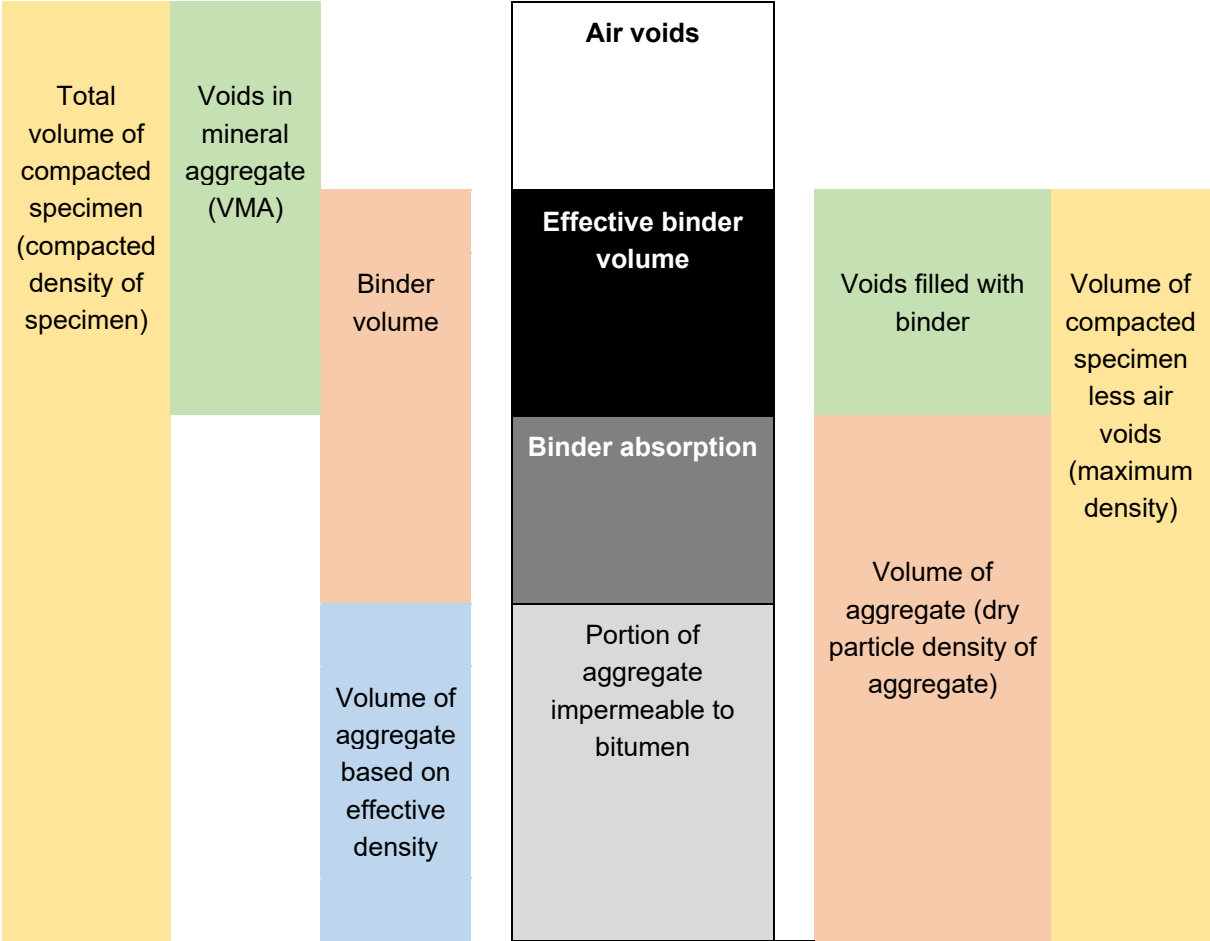 Total
volume of
compacted
specimen
(compacted
density of
specimen)
Voids in
mineral
aggregate
(VMA)
Binder
volume
Volume of
aggregate
based on
effective
density
Air voids
Effective binder
volume
Binder absorption
Portion of
aggregate
impermeable to
bitumen
Voids filled with
binder
Volume of
aggregate (dry
particle density of
aggregate)
Volume of
compacted
specimen
less air
voids
(maximum
density)